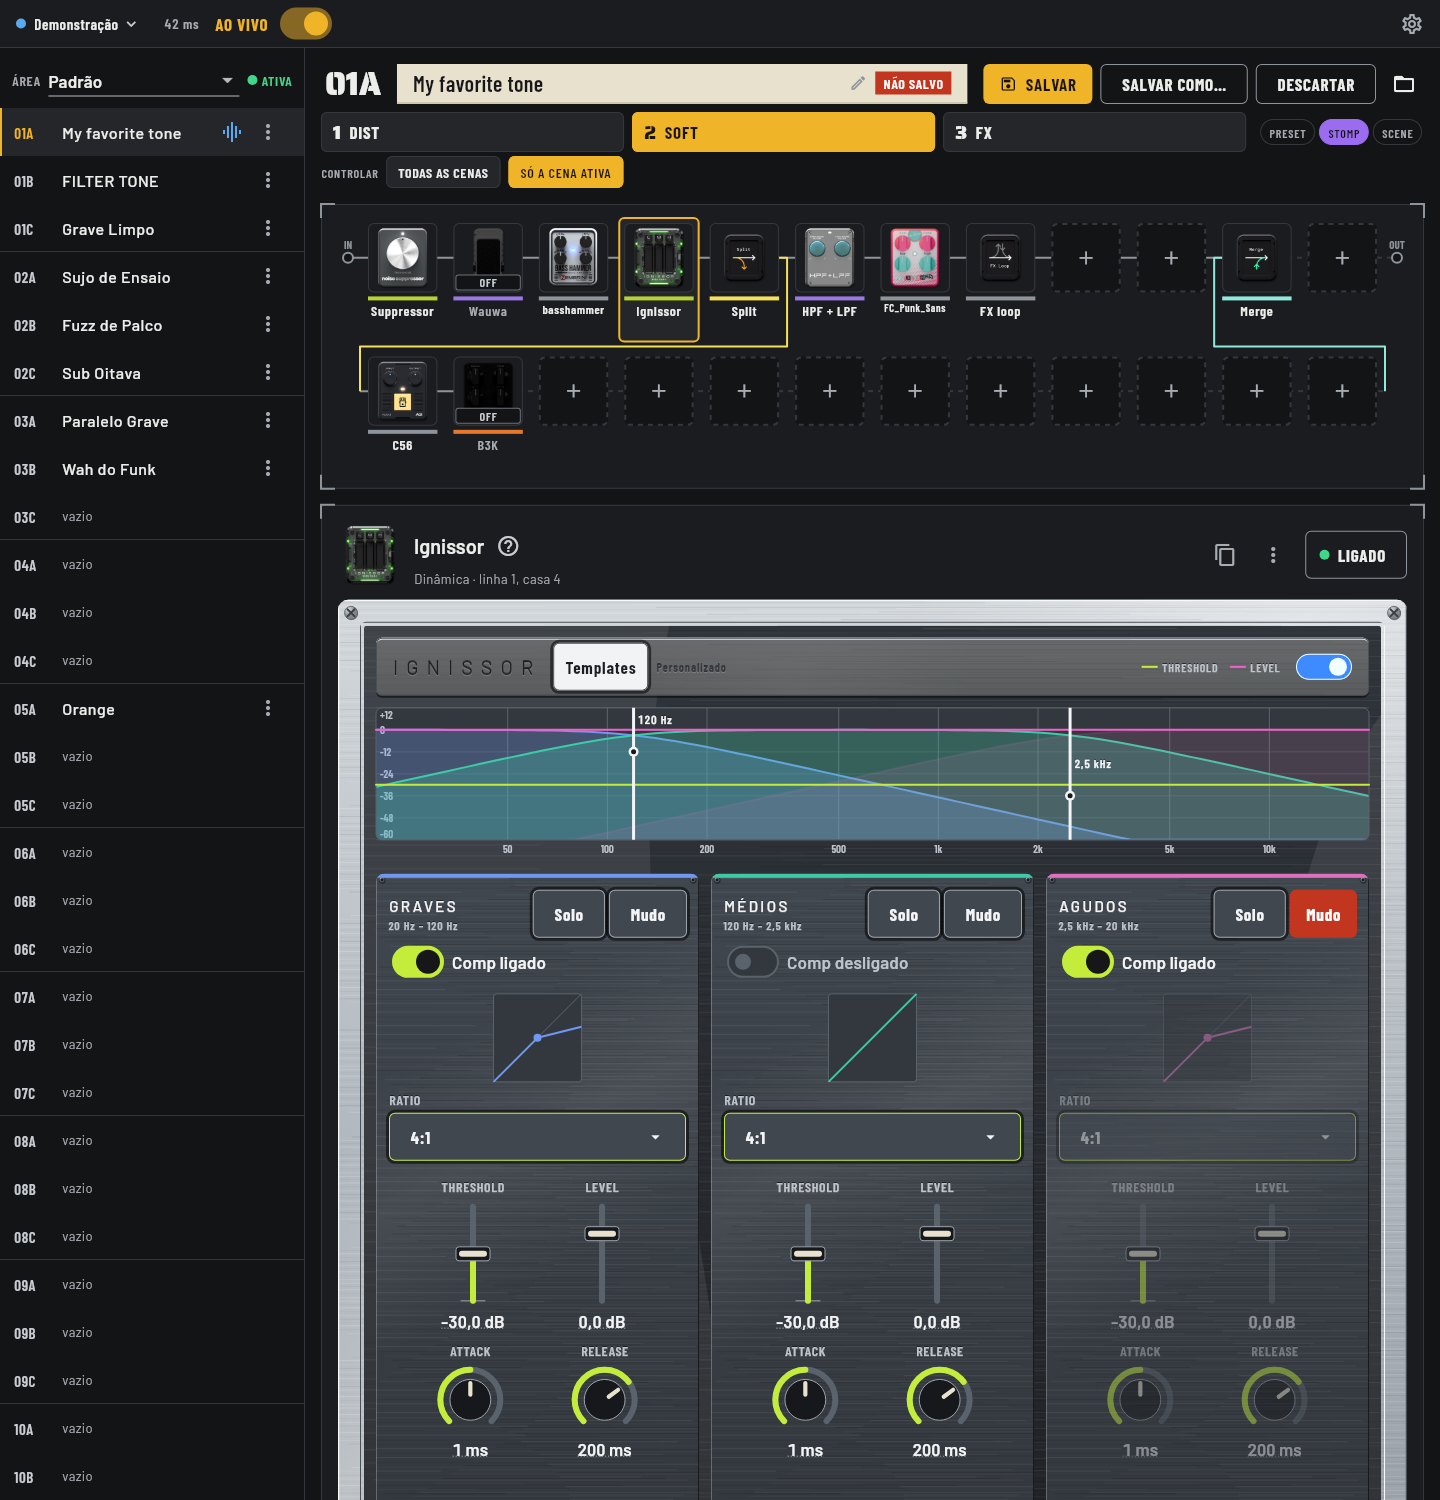 Demonstração 42 ms AO VIVO
ÁREA Padrão ATIVA
01A My favorite tone
01B FILTER TONE
01C Grave Limpo
02A Sujo de Ensaio
02B Fuzz de Palco
02C Sub Oitava
03A Paralelo Grave
03B Wah do Funk
03C vazio
04A vazio
04B vazio
04C vazio
05A Orange
05B vazio
05C vazio
06A vazio
06B vazio
06C vazio
07A vazio
07B vazio
07C vazio
08A vazio
08B vazio
08C vazio
09A vazio
09B vazio
09C vazio
10A vazio
10B vazio
01A My favorite tone NÃO SALVO SALVAR SALVAR COMO... DESCARTAR
1 DIST 2 SOFT 3 FX PRESET STOMP SCENE
CONTROLAR TODAS AS CENAS SÓ A CENA ATIVA
IN OFF Split HPF+LPF FX Loop Merge OUT
Suppressor Wauwa basshammer Ignissor Split HPF + LPF FC_Punk_Sans FX loop Merge
OFF
C56 B3K
Ignissor
Dinâmica · linha 1, casa 4
LIGADO
IGNISSOR Templates Personalizado THRESHOLD LEVEL
+12
0
-12
-24
-36
-48
-60
120 Hz
2,5 kHz
50 100 200 500 1k 2k 5k 10k
GRAVES Solo Mudo
20 Hz – 120 Hz
Comp ligado
RATIO
4:1
THRESHOLD LEVEL
-30,0 dB 0,0 dB
ATTACK RELEASE
1 ms 200 ms
MÉDIOS Solo Mudo
120 Hz – 2,5 kHz
Comp desligado
RATIO
4:1
THRESHOLD LEVEL
-30,0 dB 0,0 dB
ATTACK RELEASE
1 ms 200 ms
AGUDOS Solo Mudo
2,5 kHz – 20 kHz
Comp ligado
RATIO
4:1
THRESHOLD LEVEL
-30,0 dB 0,0 dB
ATTACK RELEASE
1 ms 200 ms